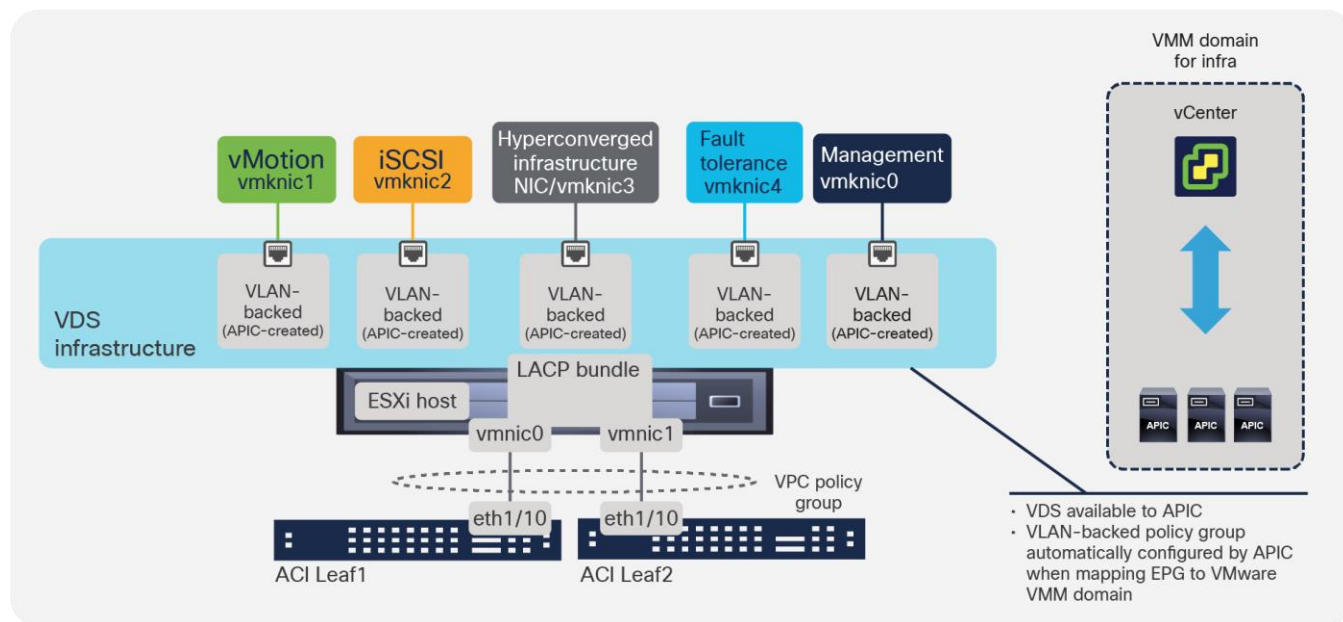 VMM domain
for infra
vCenter
vMotion
vmknic1
iSCSI
vmknic2
Hyperconverged
infrastructure
NIC/vmknic3
Fault
tolerance
vmknic4
Management
vmknic0
VDS
infrastructure
VLAN-
backed
(APIC-created)
VLAN-
backed
(APIC-created)
VLAN-
backed
(APIC-created)
VLAN-
backed
(APIC-created)
VLAN-
backed
(APIC-created)
LACP bundle
ESXi host
vmnic0
vmnic1
VPC policy
group
eth1/10
eth1/10
ACI Leaf1
ACI Leaf2
APIC
APIC
APIC
• VDS available to APIC
• VLAN-backed policy group
automatically configured by APIC
when mapping EPG to VMware
VMM domain